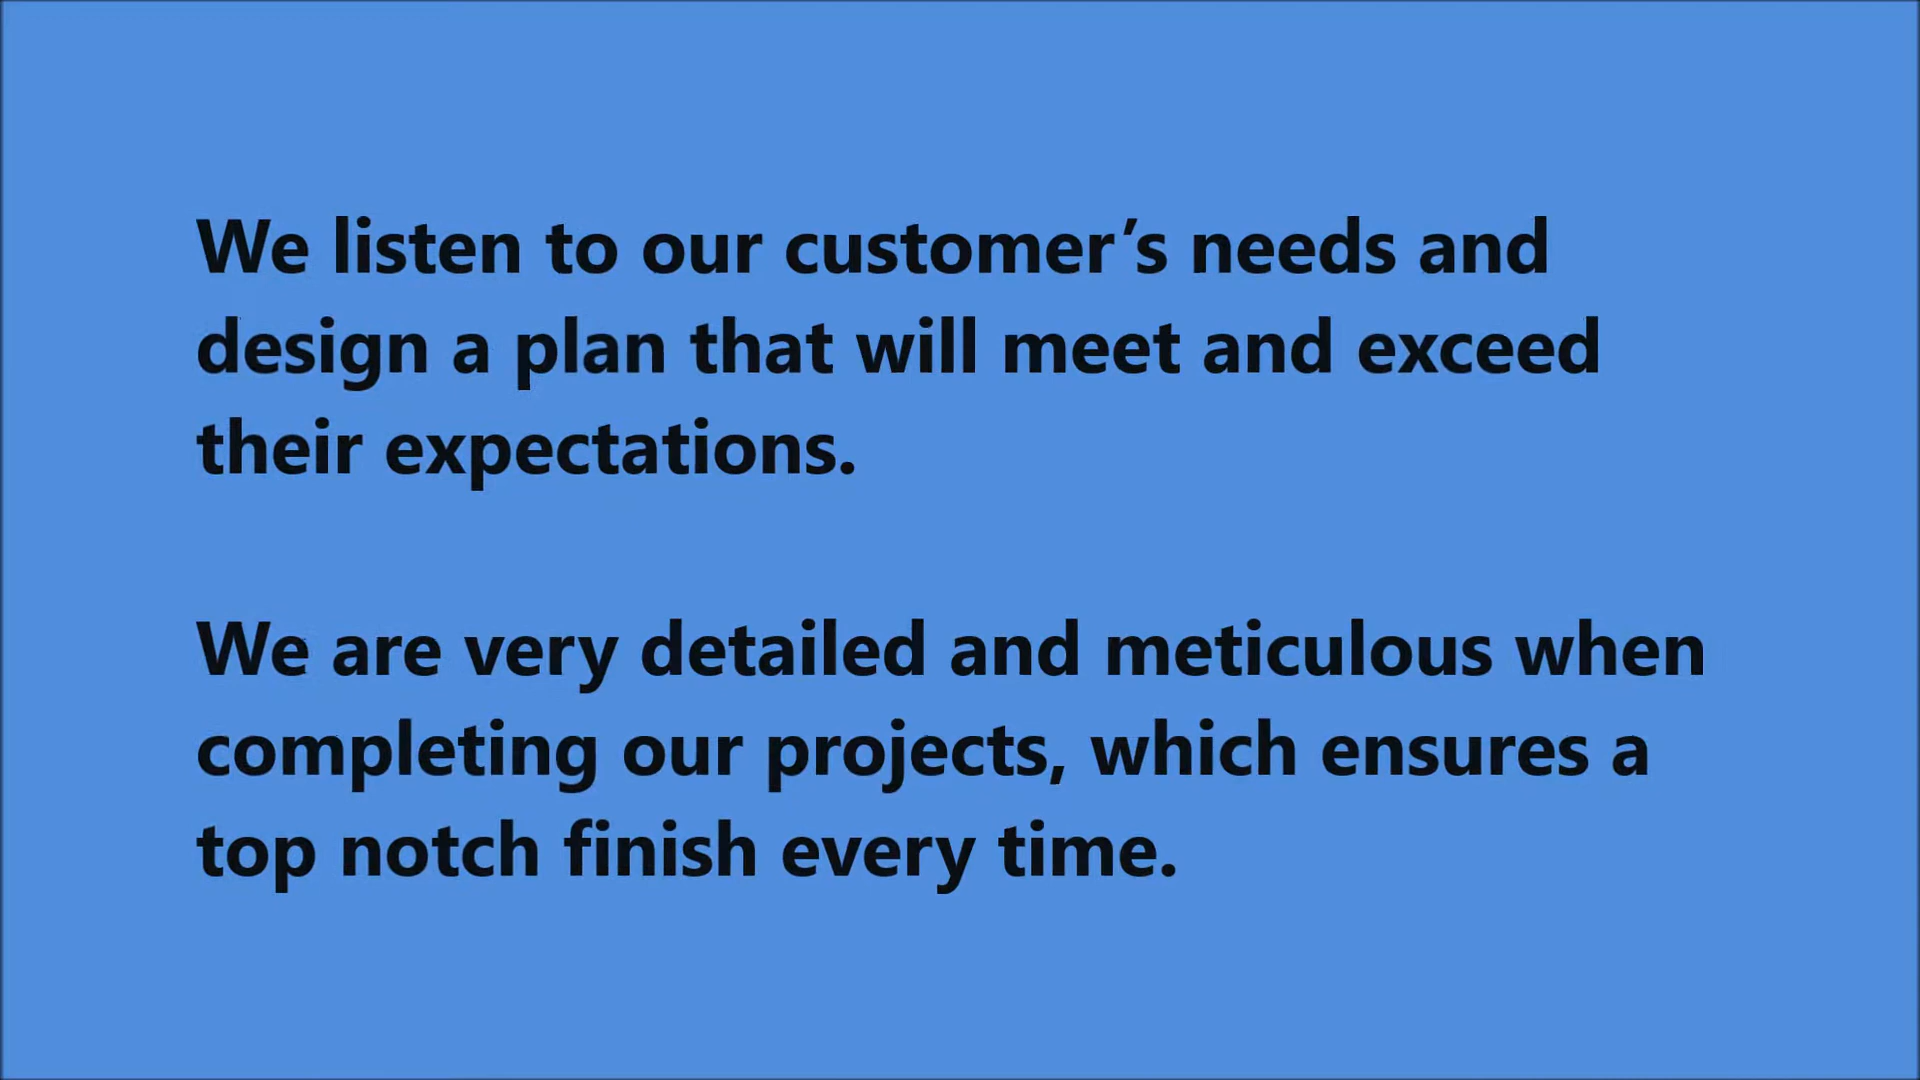 We listen to our customer’s needs and
design a plan that will meet and exceed
their expectations.
We are very detailed and meticulous when
completing our projects, which ensures a
top notch finish every time.